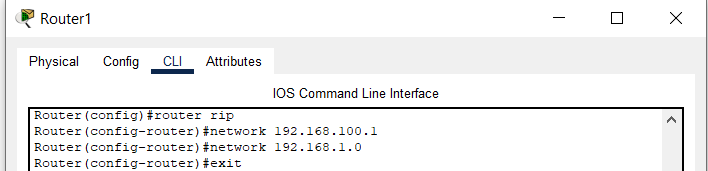 Router1
Physical Config CLI Attributes
IOS Command Line Interface
Router(config)#router rip
Router(config-router)#network 192.168.100.1
Router(config-router)#network 192.168.1.0
Router(config-router)#exit